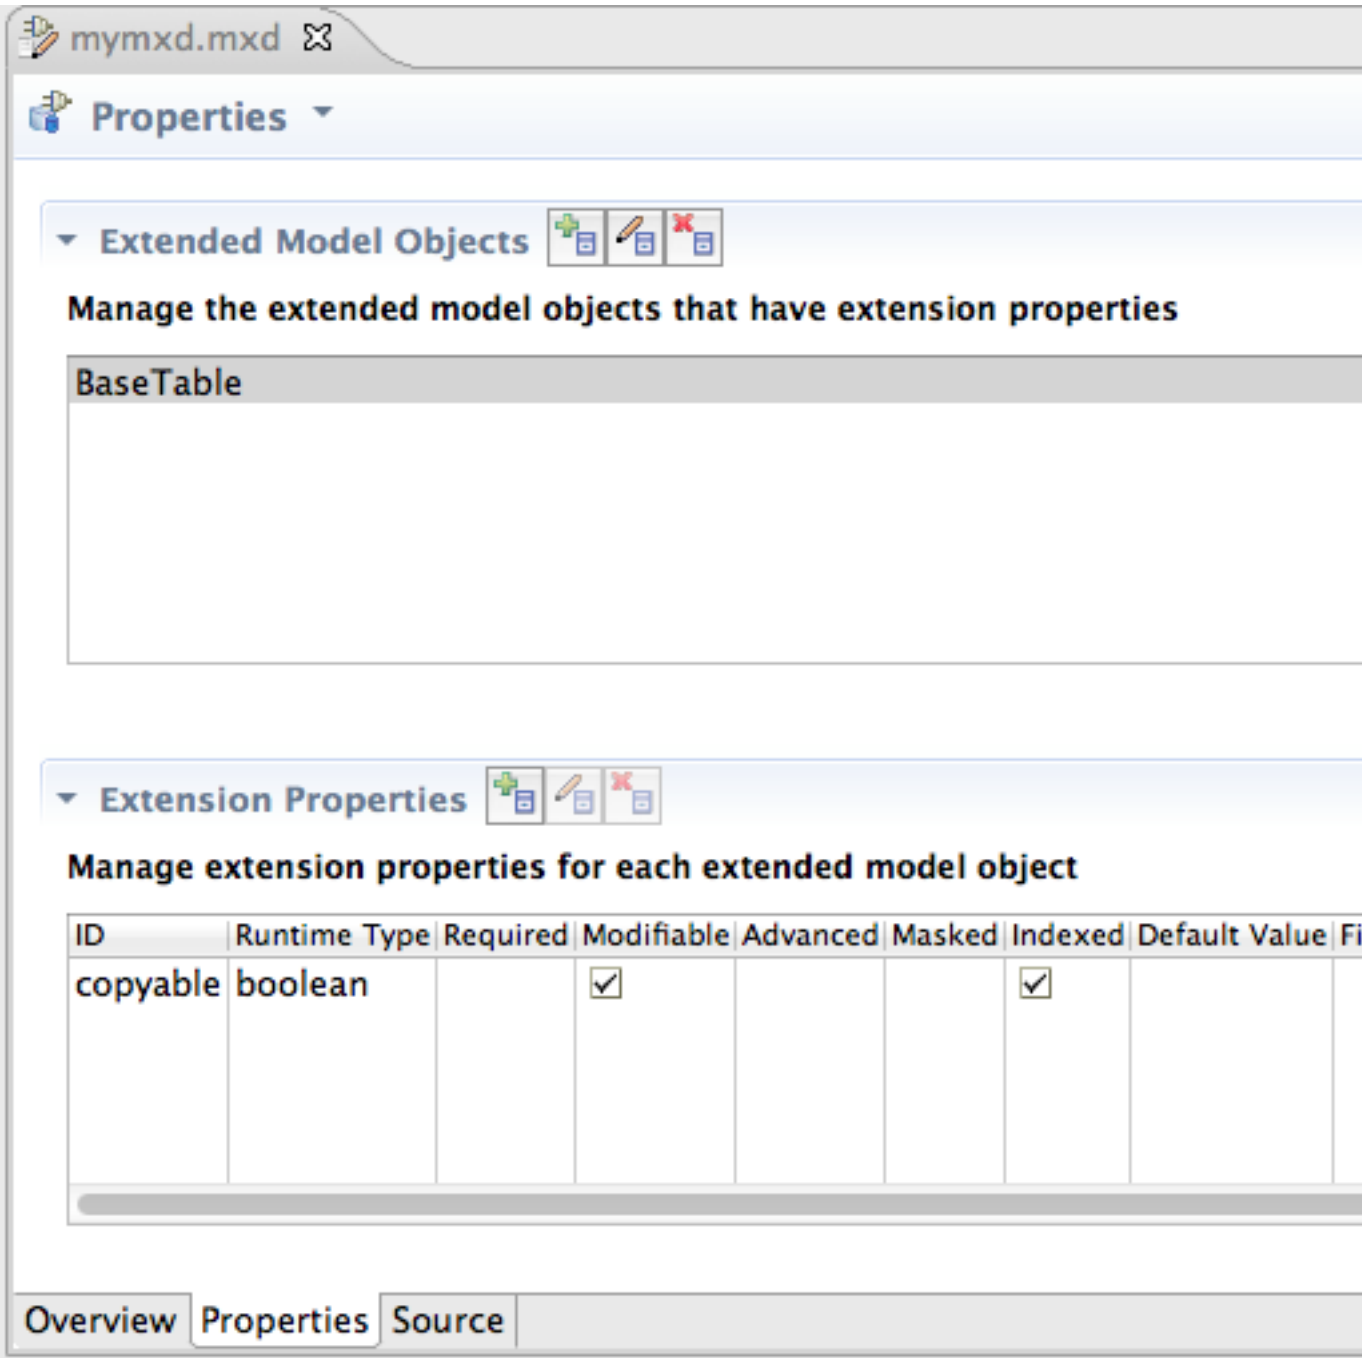 mymxd.mxd
Properties
Extended Model Objects
Manage the extended model objects that have extension properties
BaseTable
Extension Properties
Manage extension properties for each extended model object
ID Runtime Type Required Modifiable Advanced Masked Indexed Default Value Fi
copyable boolean
Overview Properties Source